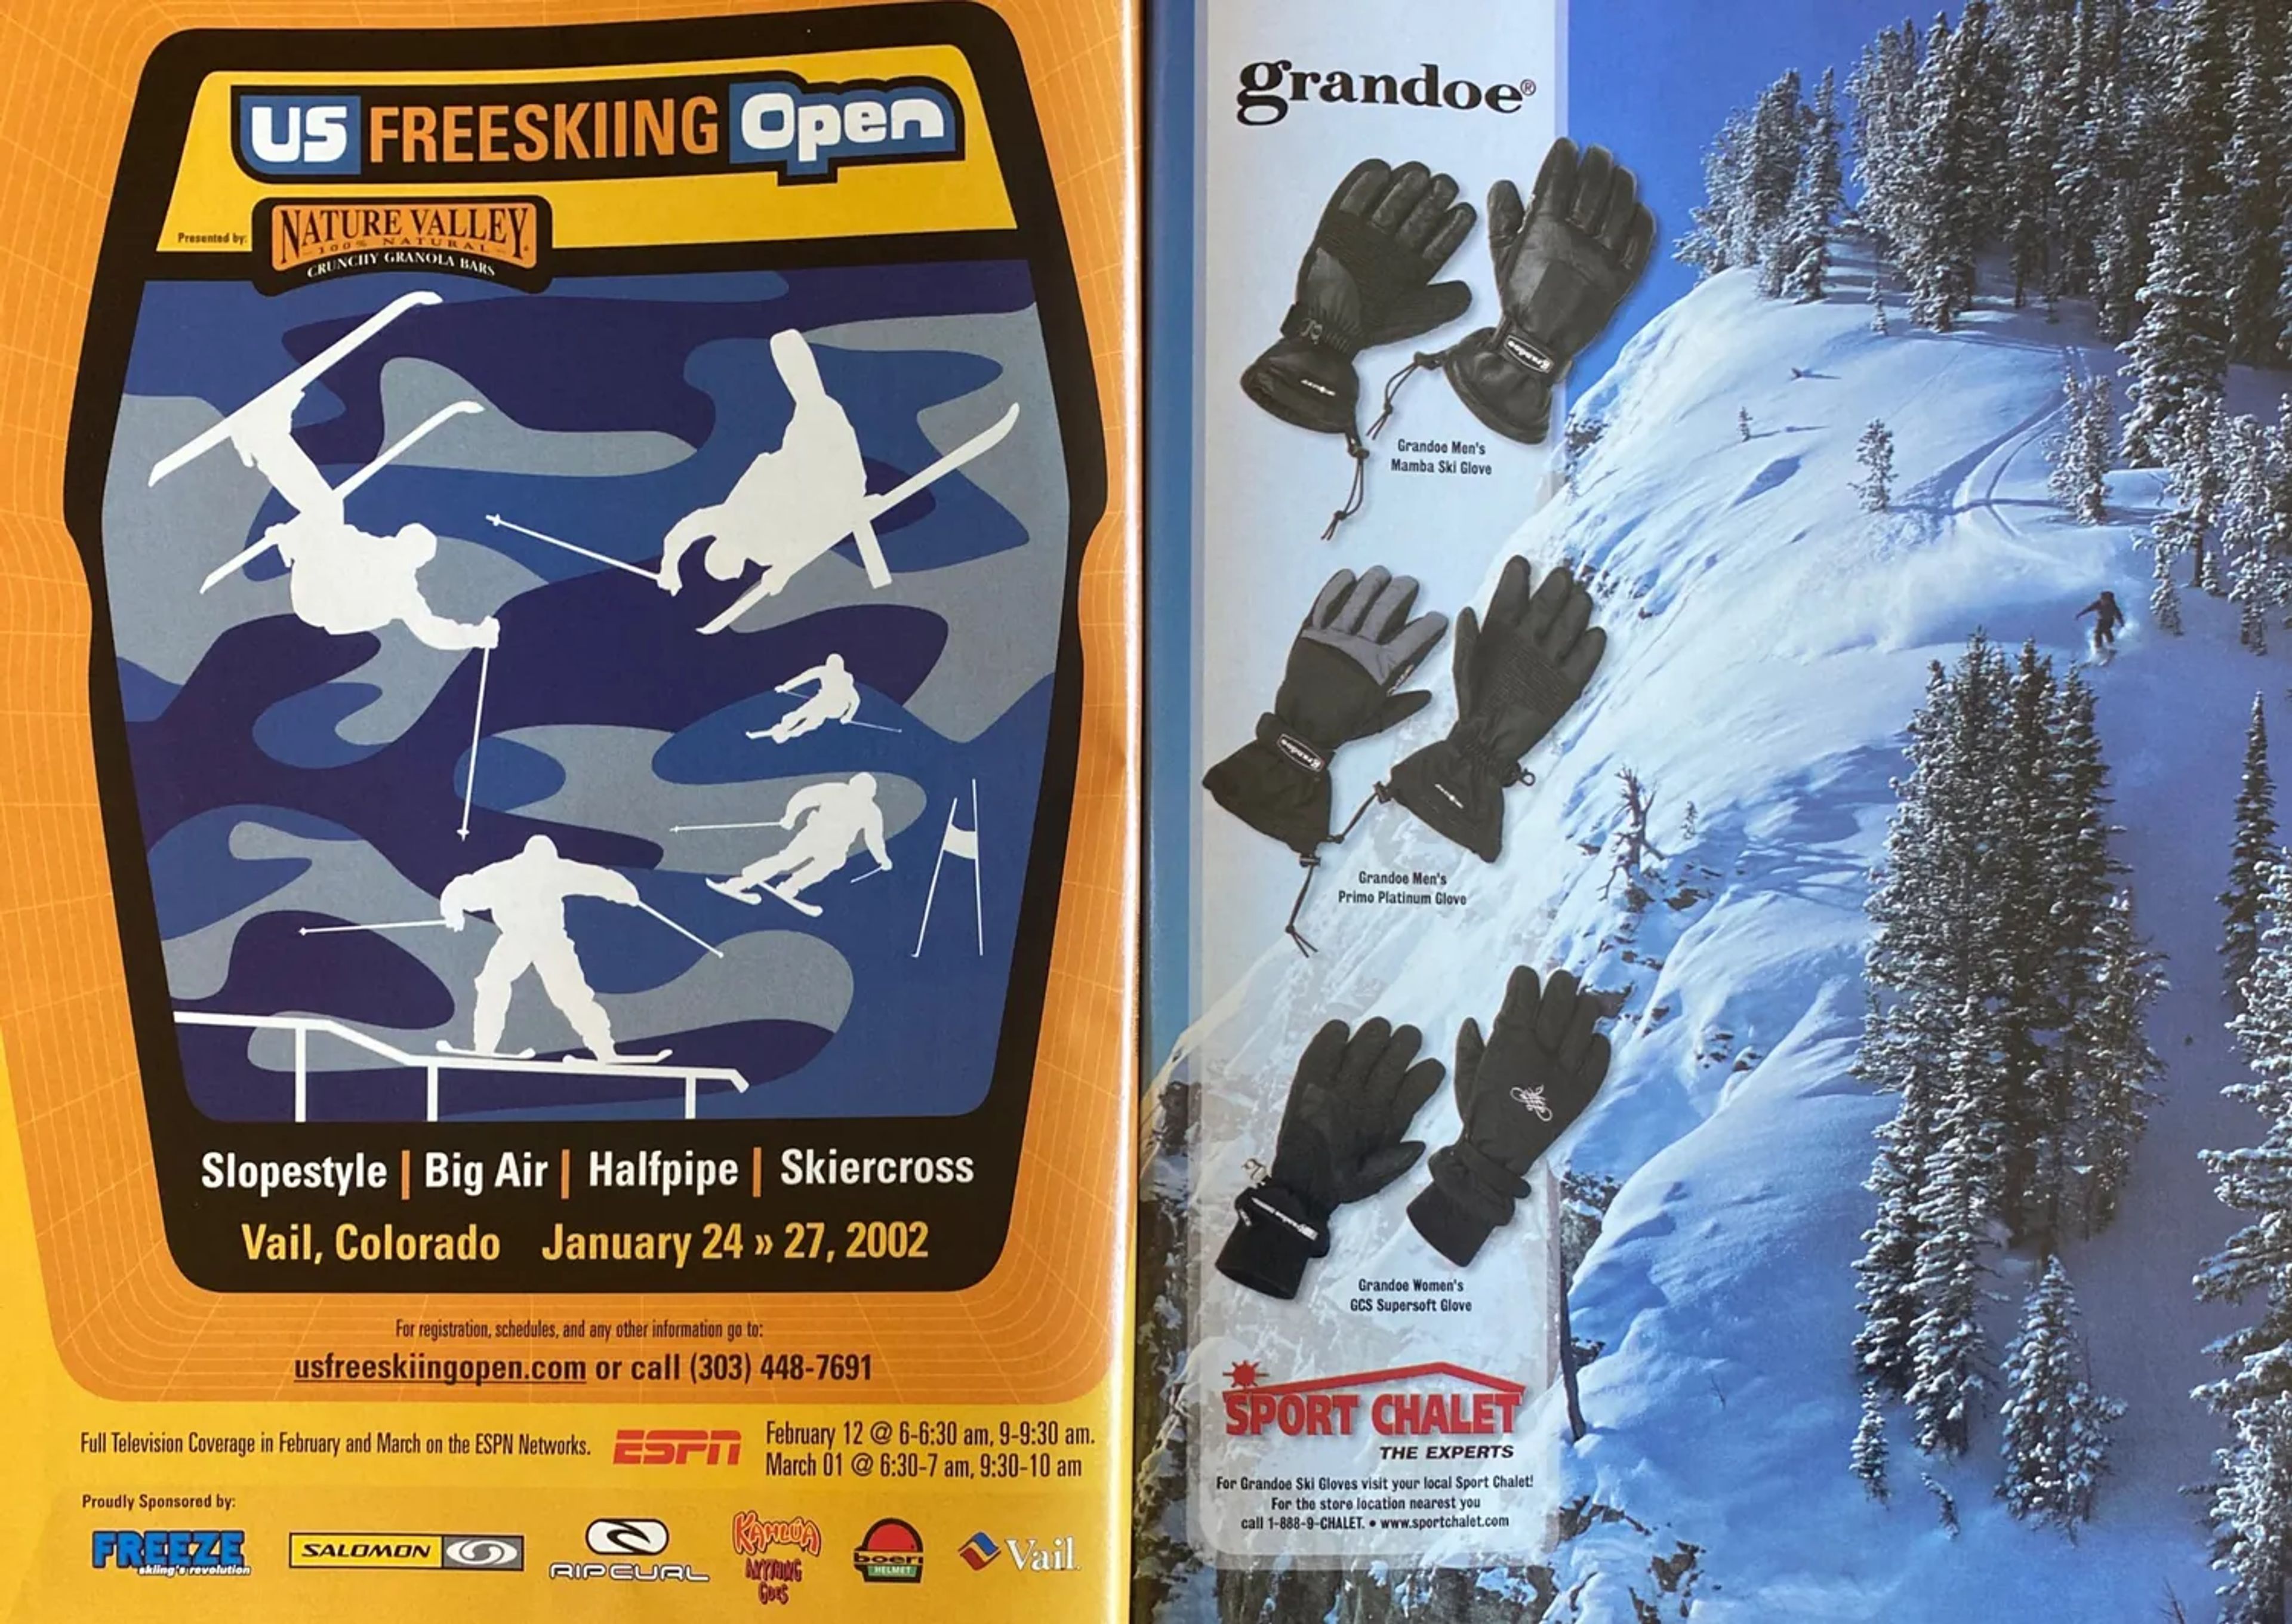 US FREESKIING Open
Presented by:
NATURE VALLEY®
100% NATURAL
CRUNCHY GRANOLA BARS
Slopestyle | Big Air | Halfpipe | Skiercross
Vail, Colorado January 24 » 27, 2002
For registration, schedules, and any other information go to:
usfreeskiingopen.com or call (303) 448-7691
Full Television Coverage in February and March on the ESPN Networks.
ESPN
February 12 @ 6-6:30 am, 9-9:30 am.
March 01 @ 6:30-7 am, 9:30-10 am
Proudly Sponsored by:
FREEZE
skiing's revolution
SALOMON
RIP CURL
KAHLÚA
ANYTHING
GOES
boeri
HELMET
Vail
grandoe®
grandoe
Grandoe Men's
Mamba Ski Glove
grandoe
Grandoe Men's
Primo Platinum Glove
Grandoe Women's
GCS Supersoft Glove
SPORT CHALET
THE EXPERTS
For Grandoe Ski Gloves visit your local Sport Chalet!
For the store location nearest you
call 1-888-9-CHALET. • www.sportchalet.com